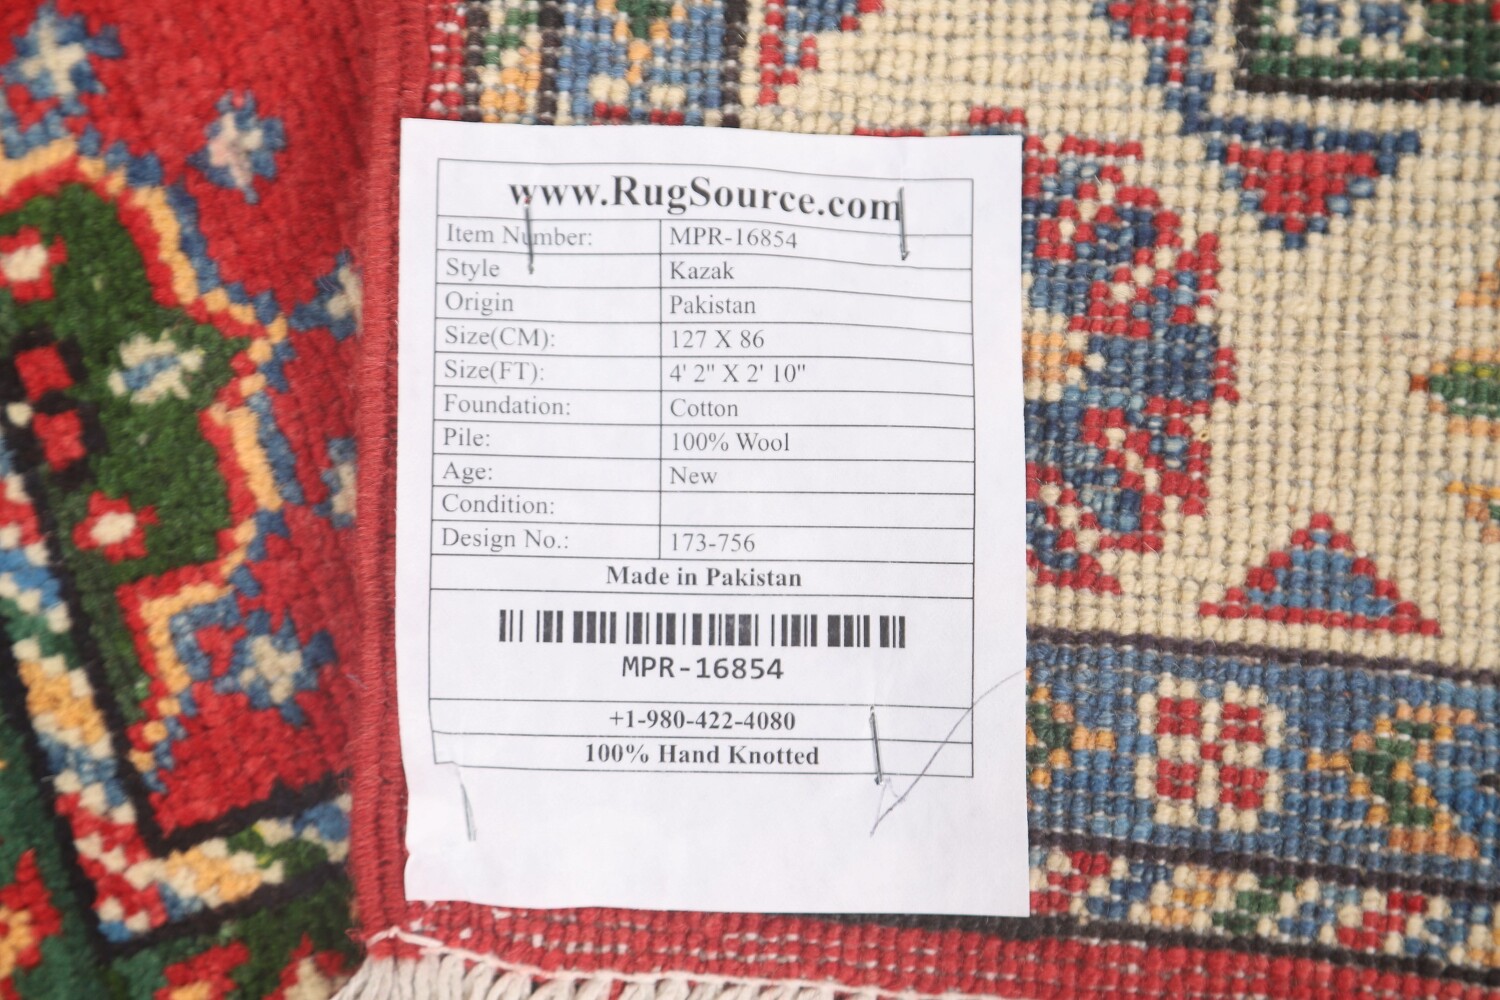 www.RugSource.com
Item Number: MPR-16854
Style Kazak
Origin Pakistan
Size(CM): 127 X 86
Size(FT): 4' 2" X 2' 10"
Foundation: Cotton
Pile: 100% Wool
Age: New
Condition:
Design No.: 173-756
Made in Pakistan
MPR-16854
+1-980-422-4080
100% Hand Knotted